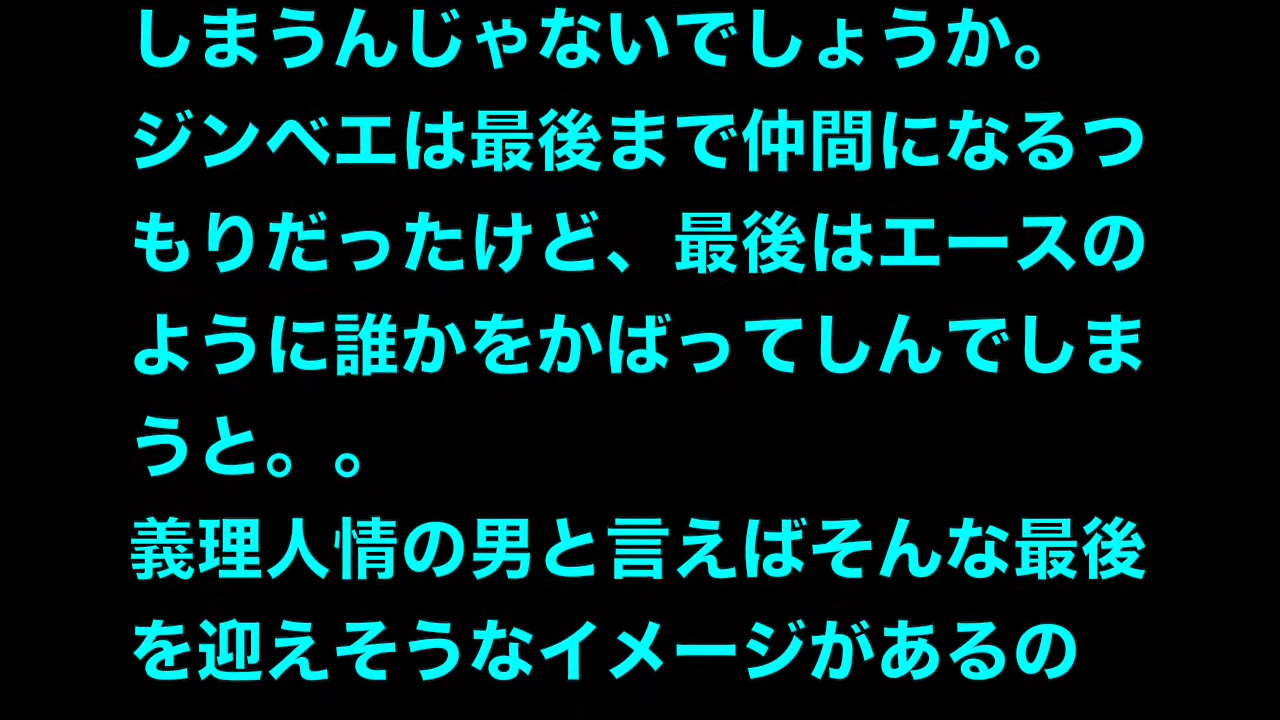 しまうんじゃないでしょうか。
ジンベエは最後まで仲間になるつ
もりだったけど、最後はエースの
ように誰かをかばってしんでしま
うと。。
義理人情の男と言えばそんな最後
を迎えそうなイメージがあるの